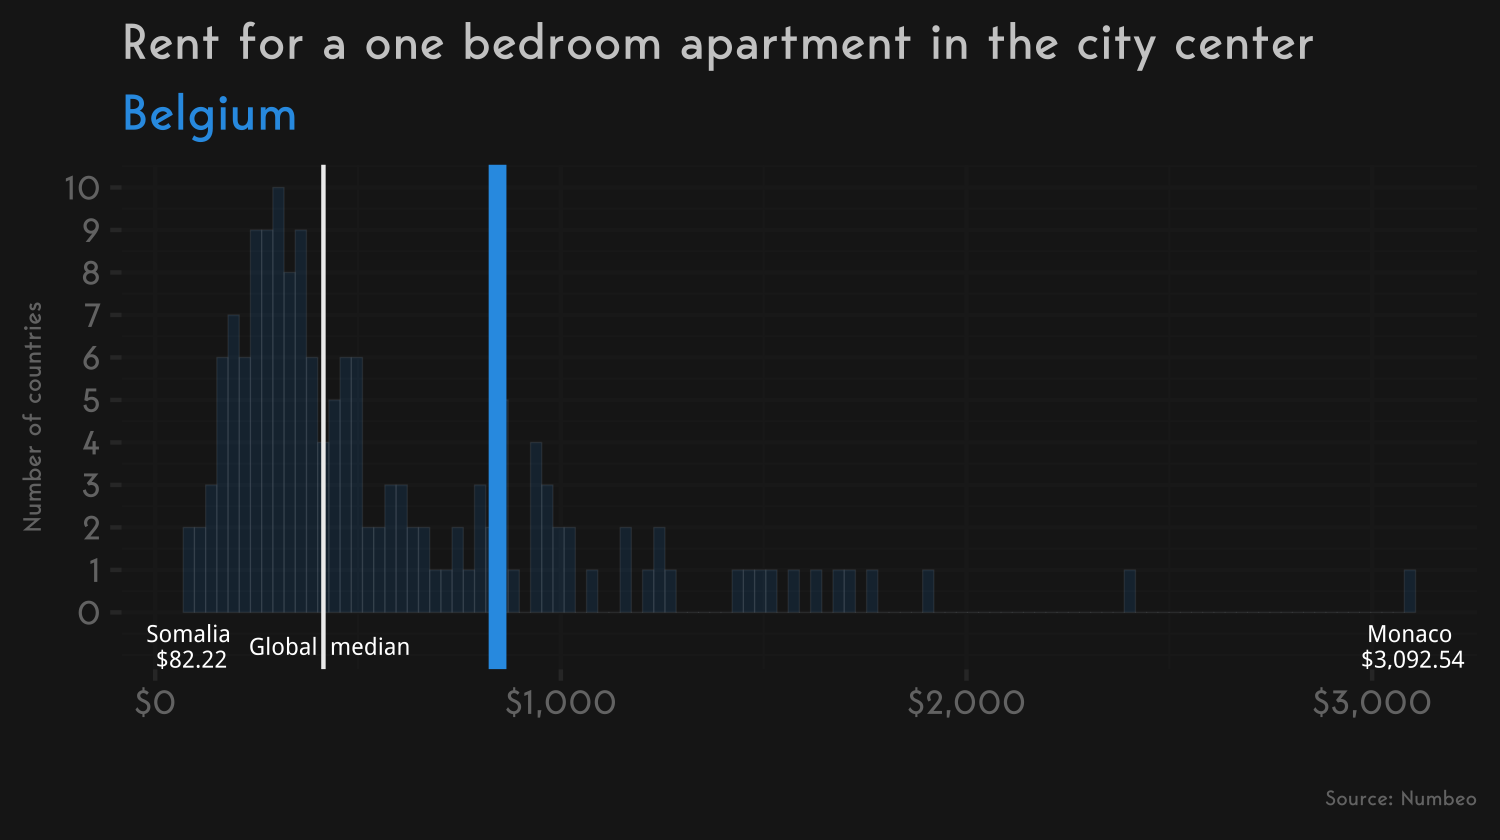 Rent for a one bedroom apartment in the city center
Belgium
Number of countries
10
9
8
7
6
5
4
3
2
1
0
Somalia
$82.22
Global median
Monaco
$3,092.54
$0 $1,000 $2,000 $3,000
Source: Numbeo